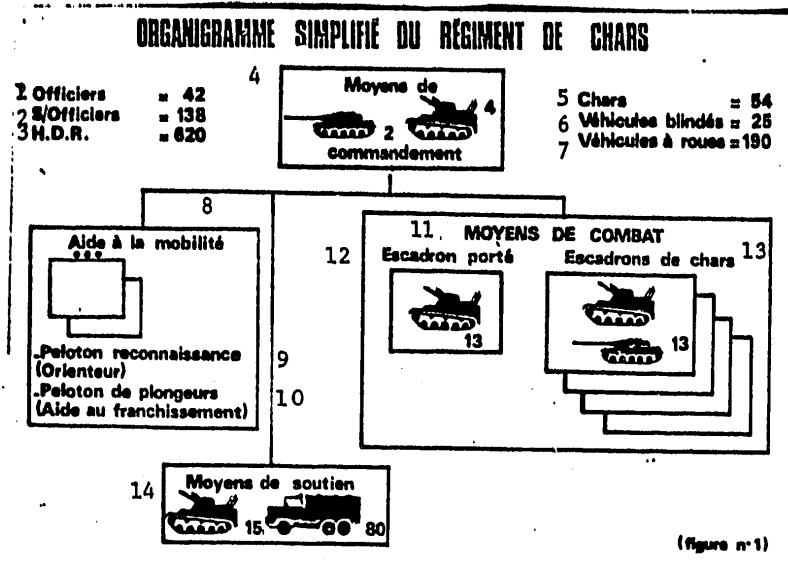 ORGANIGRAMME SIMPLIFIÉ DU RÉGIMENT DE CHARS
1 Officiers = 42
2 S/Officiers = 138
3 H.D.R. = 620
4
Moyens de
4
2
commandement
5 Chars = 54
6 Véhicules blindés = 25
7 Véhicules à roues = 190
8
Aide à la mobilité
.Peloton reconnaissance
(Orienteur)
9
.Peloton de plongeurs
(Aide au franchissement)
10
11. MOYENS DE COMBAT
12 Escadron porté
13
Escadrons de chars 13
13
14 Moyens de soutien
15 80
(figure n°1)